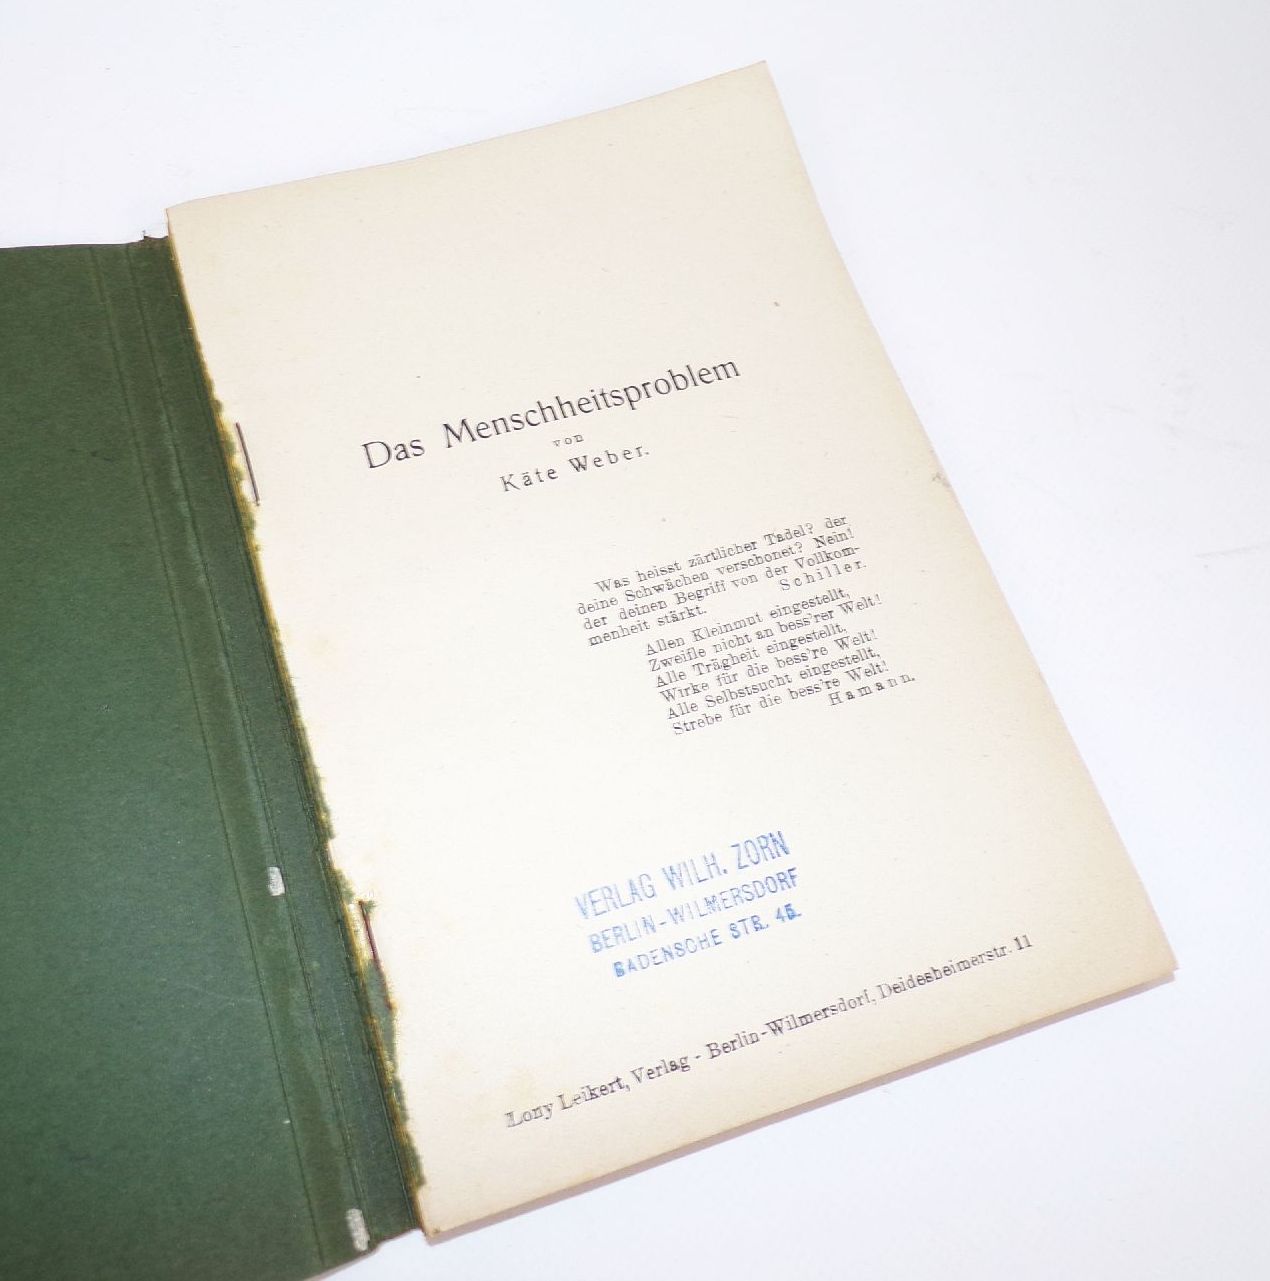 Das Menschheitsproblem
von
Käte Weber.
Was heisst zärtlicher Tadel? der
deine Schwächen verschonet? Nein!
der deinen Begriff von der Vollkom-
menheit stärkt. Schiller.
Allen Kleinmut eingestellt,
Zweifle nicht an bess'rer Welt!
Alle Trägheit eingestellt,
Wirke für die bess're Welt!
Alle Selbstsucht eingestellt,
Strebe für die bess're Welt!
Hamann.
VERLAG WILH. ZORN
BERLIN-WILMERSDORF
BADENSCHE STR. 45.
Lony Leikert, Verlag - Berlin-Wilmersdorf, Deidesheimerstr. 11